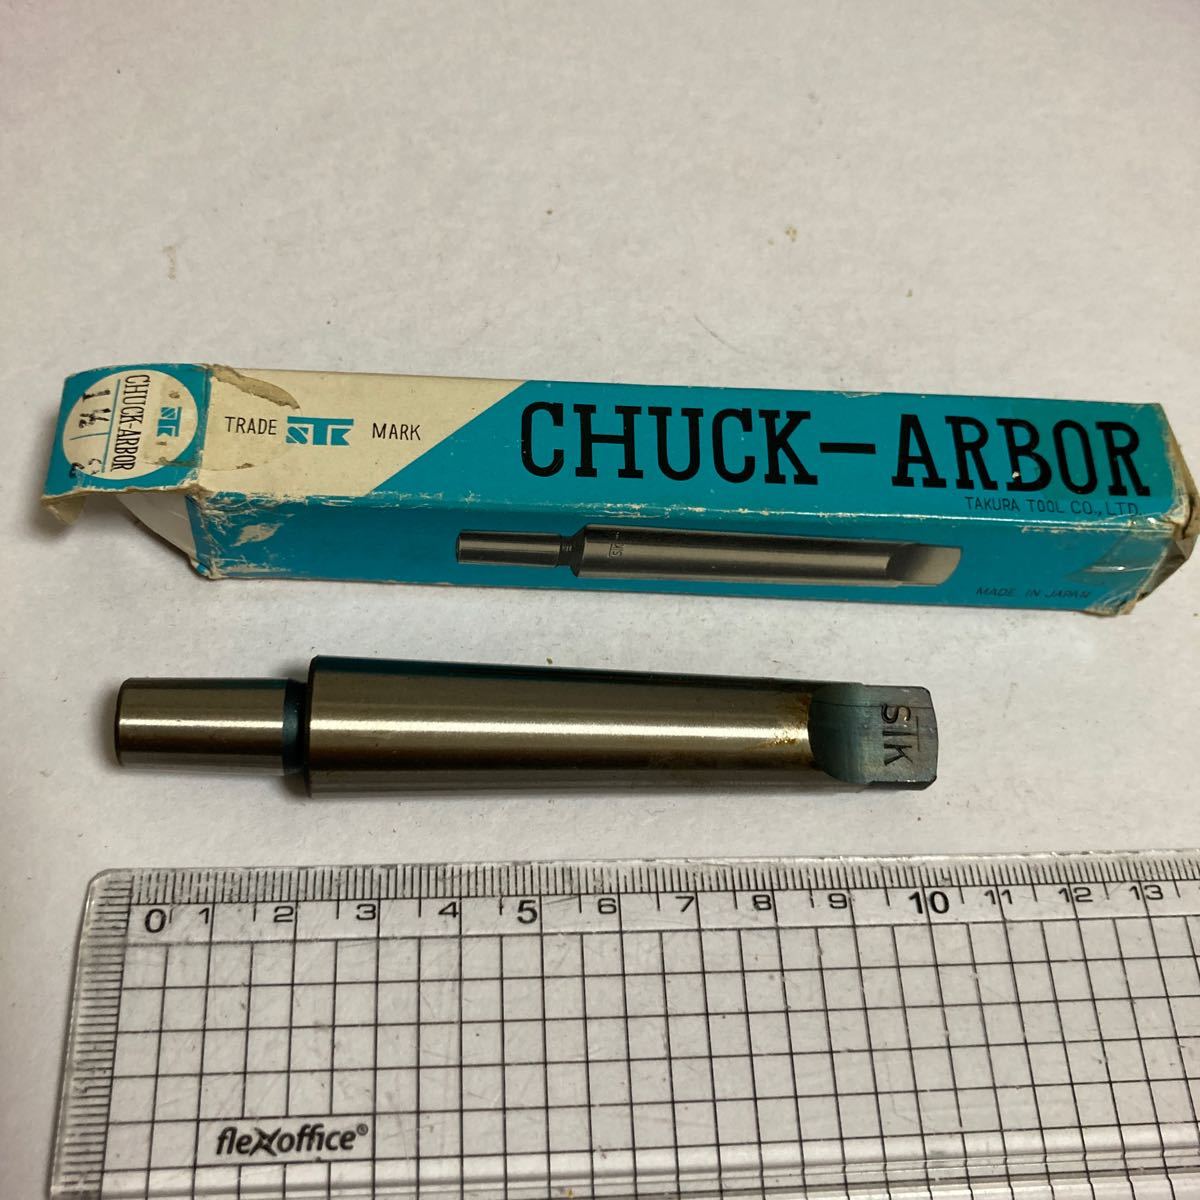 CHUCK-ARBOR
STK
TRADE STK MARK
CHUCK-ARBOR
TAKURA TOOL CO., LTD.
MADE IN JAPAN
STK
0 1 2 3 4 5 6 7 8 9 10 11 12 13
flexoffice®